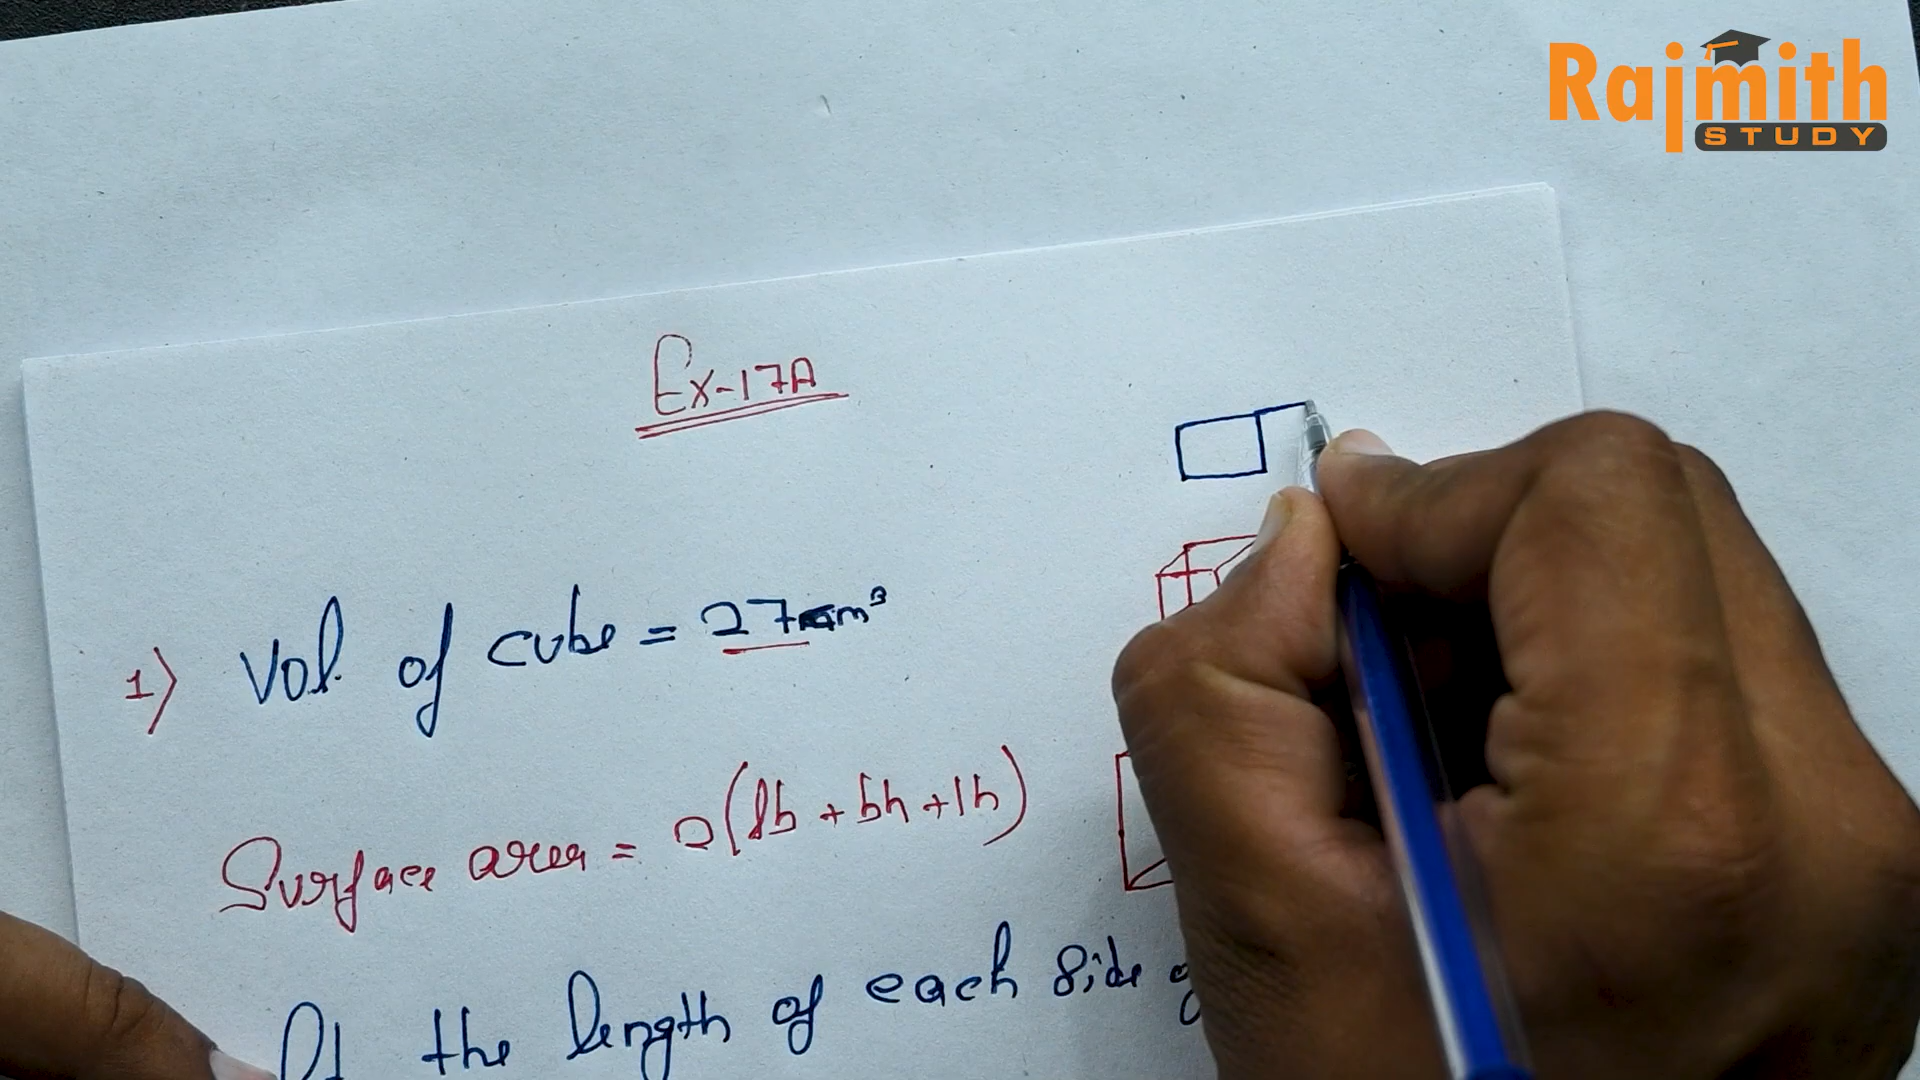 Rajmith
STUDY
Ex-17A
1) Vol. of cube = 27 m³
Surface area = 2(lb + bh + lh)
the length of each side